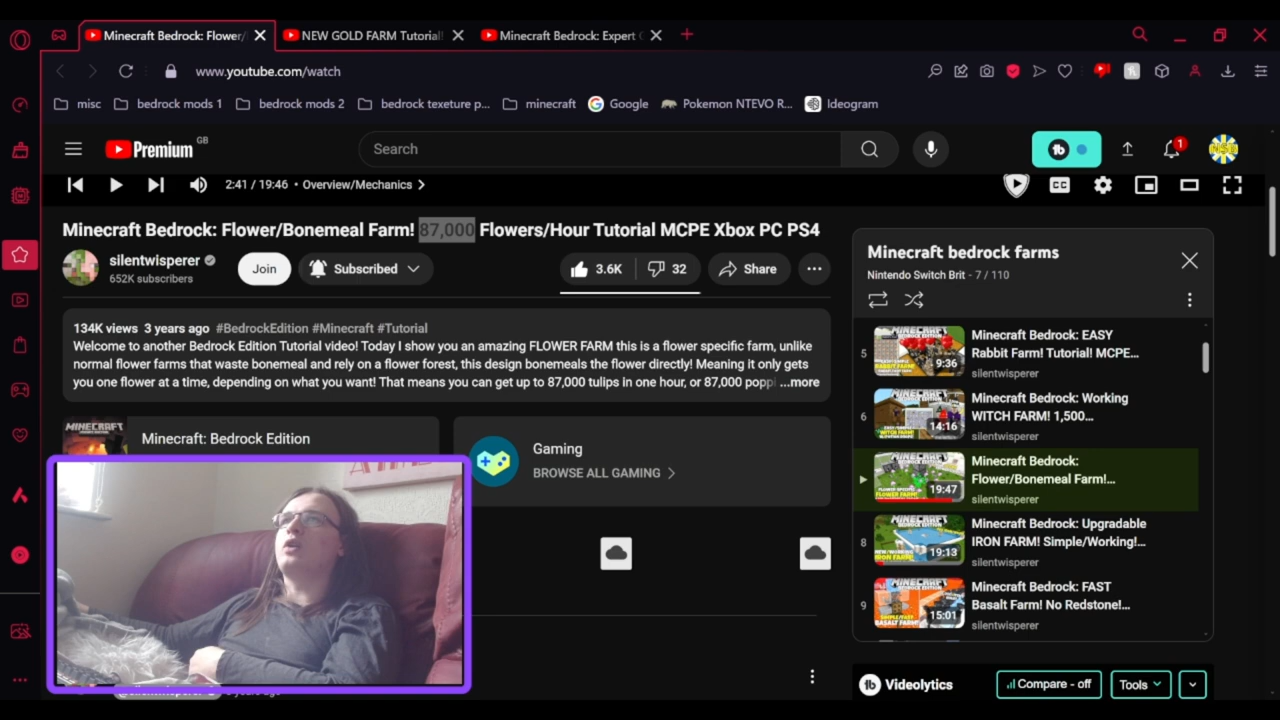 Minecraft Bedrock: Flower/
NEW GOLD FARM Tutorial!
Minecraft Bedrock: Expert
www.youtube.com/watch
misc
bedrock mods 1
bedrock mods 2
bedrock texeture p...
minecraft
Google
Pokemon NTEVO R...
Ideogram
Premium GB
Search
1
2:41 / 19:46 • Overview/Mechanics
CC
Minecraft Bedrock: Flower/Bonemeal Farm! 87,000 Flowers/Hour Tutorial MCPE Xbox PC PS4
silentwisperer
652K subscribers
Join
Subscribed
3.6K
32
Share
134K views 3 years ago #BedrockEdition #Minecraft #Tutorial
Welcome to another Bedrock Edition Tutorial video! Today I show you an amazing FLOWER FARM this is a flower specific farm, unlike
normal flower farms that waste bonemeal and rely on a flower forest, this design bonemeals the flower directly! Meaning it only gets
you one flower at a time, depending on what you want! That means you can get up to 87,000 tulips in one hour, or 87,000 poppi ...more
MINECRAFT
Minecraft: Bedrock Edition
Gaming
BROWSE ALL GAMING
Minecraft bedrock farms
Nintendo Switch Brit - 7 / 110
5
9:36
Minecraft Bedrock: EASY
Rabbit Farm! Tutorial! MCPE...
silentwisperer
6
14:16
Minecraft Bedrock: Working
WITCH FARM! 1,500...
silentwisperer
19:47
Minecraft Bedrock:
Flower/Bonemeal Farm!...
silentwisperer
8
19:13
Minecraft Bedrock: Upgradable
IRON FARM! Simple/Working!...
silentwisperer
9
15:01
Minecraft Bedrock: FAST
Basalt Farm! No Redstone!...
silentwisperer
Videolytics
Compare - off
Tools